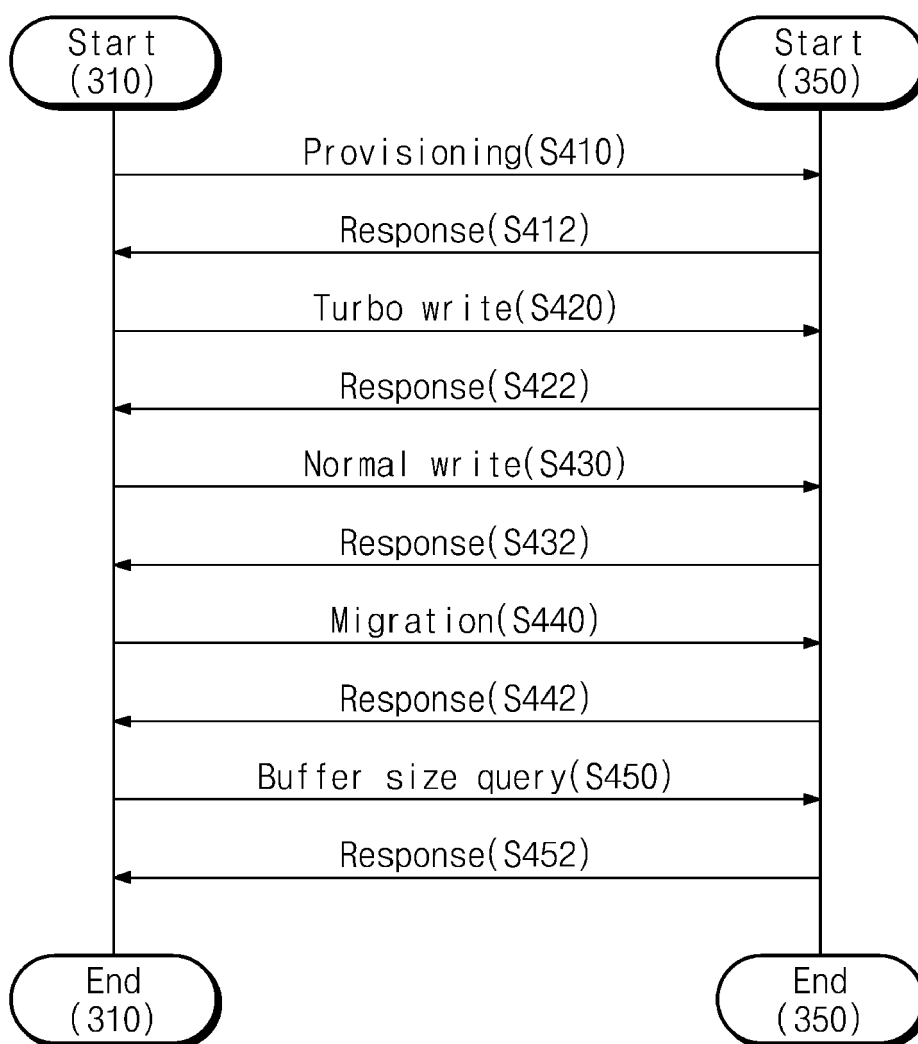 Start
(310)
Start
(350)
Provisioning(S410)
Response(S412)
Turbo write(S420)
Response(S422)
Normal write(S430)
Response(S432)
Migration(S440)
Response(S442)
Buffer size query(S450)
Response(S452)
End
(310)
End
(350)